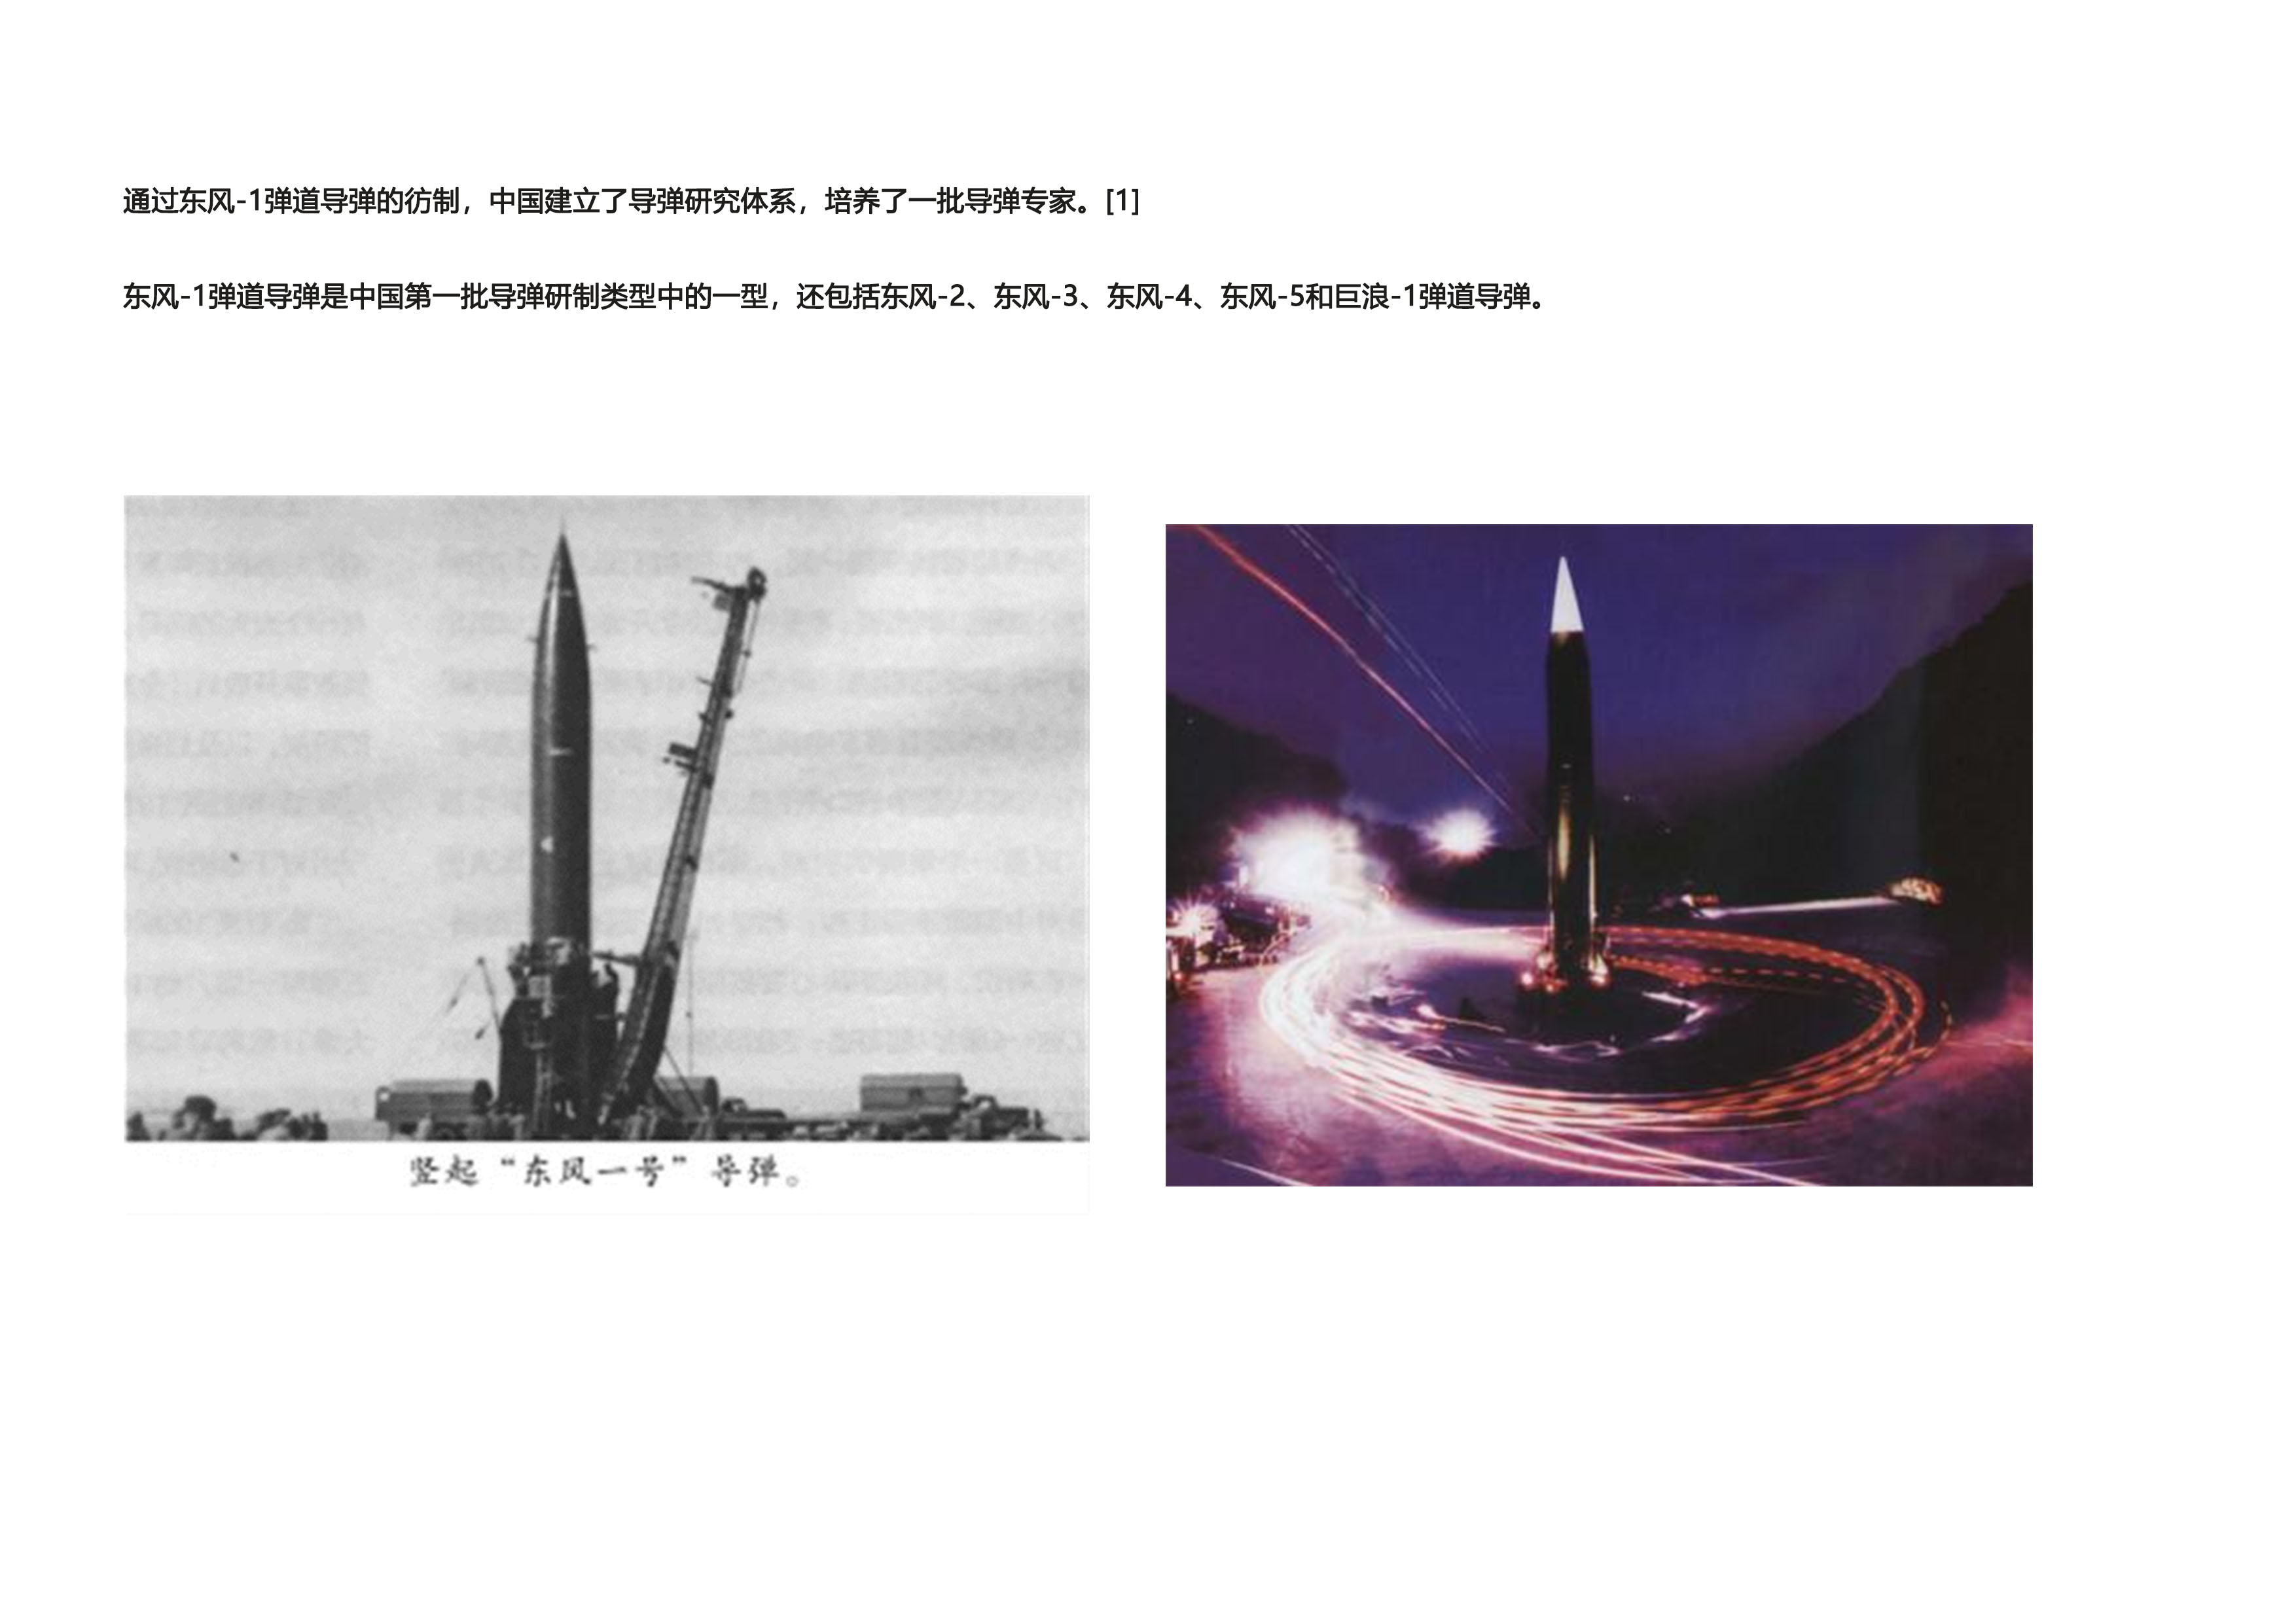 通过东风-1弹道导弹的彷制，中国建立了导弹研究体系，培养了一批导弹专家。[1]
东风-1弹道导弹是中国第一批导弹研制类型中的一型，还包括东风-2、东风-3、东风-4、东风-5和巨浪-1弹道导弹。
竖起“东风一号”导弹。